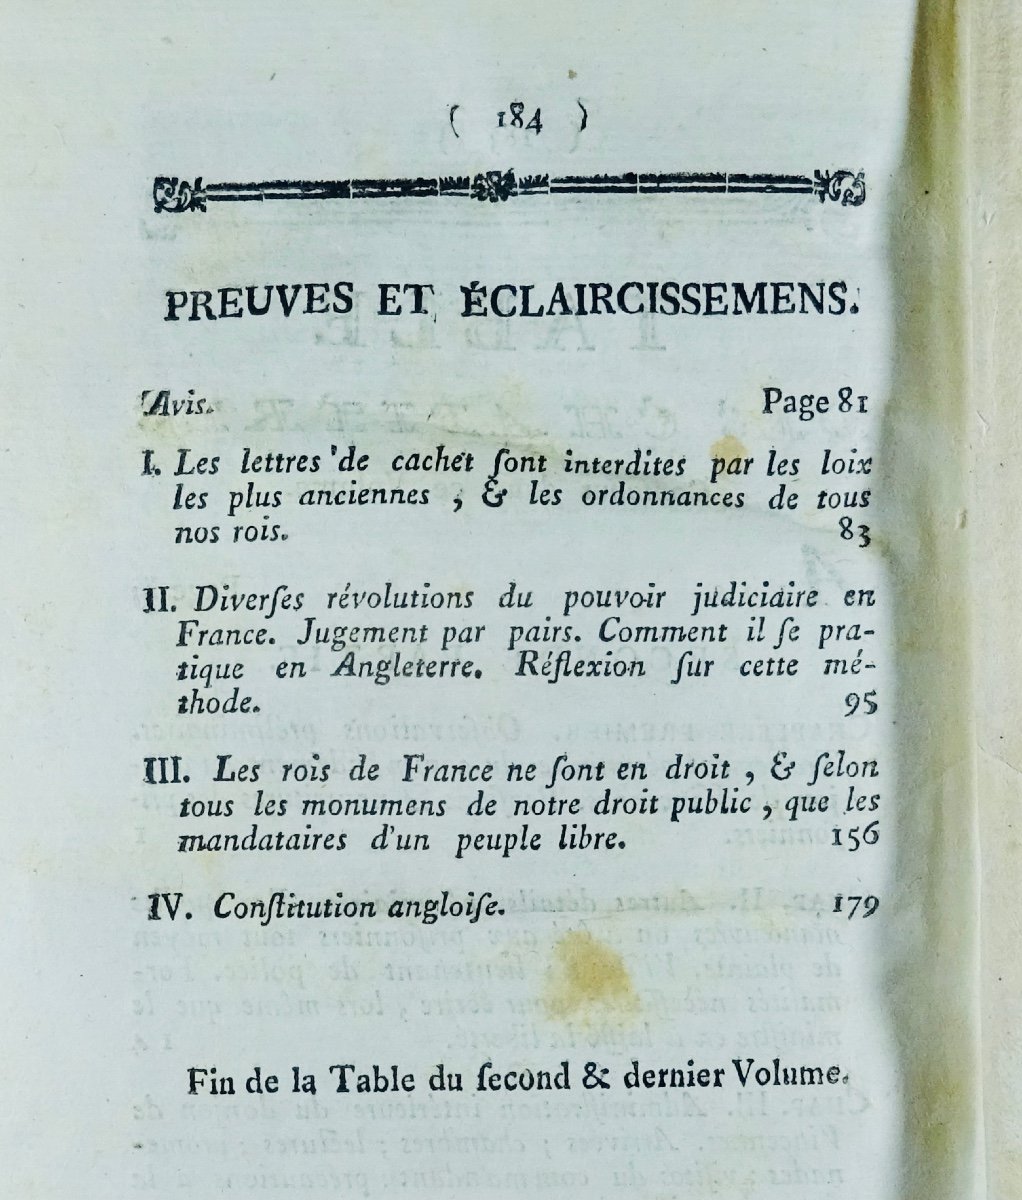 ( 184 )
PREUVES ET ÉCLAIRCISSEMENS.
Avis. Page 81
I. Les lettres de cachet ſont interdites par les loix
les plus anciennes , & les ordonnances de tous
nos rois. 83
II. Diverſes révolutions du pouvoir judiciaire en
France. Jugement par pairs. Comment il ſe pra-
tique en Angleterre. Réflexion ſur cette mé-
thode. 95
III. Les rois de France ne ſont en droit , & ſelon
tous les monumens de notre droit public , que les
mandataires d'un peuple libre. 156
IV. Conſtitution angloiſe. 179
Fin de la Table du ſecond & dernier Volume.